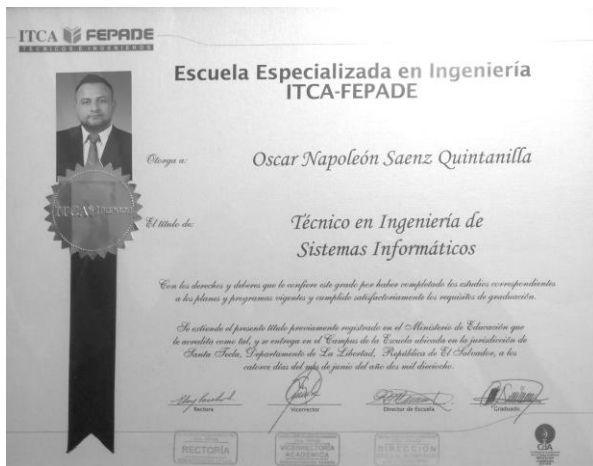 ITCA FEPADE
TÉCNICOS E INGENIEROS
Escuela Especializada en Ingeniería
ITCA-FEPADE
Otorga a:
Oscar Napoleón Saenz Quintanilla
El título de:
Técnico en Ingeniería de
Sistemas Informáticos
Con los derechos y deberes que le confiere este grado por haber completado los estudios correspondientes
a los planes y programas vigentes y cumplido satisfactoriamente los requisitos de graduación.
Se extiende el presente título previamente registrado en el Ministerio de Educación que
le acredita como tal, y se entrega en el Campus de la Escuela ubicada en la jurisdicción de
Santa Tecla, Departamento de La Libertad, República de El Salvador, a los
catorce días del mes de junio del año dos mil dieciocho.
Rectora
Vicerrector
Director de Escuela
Graduado
RECTORÍA
VICERRECTORÍA
ACADÉMICA
DIRECCIÓN
CdA